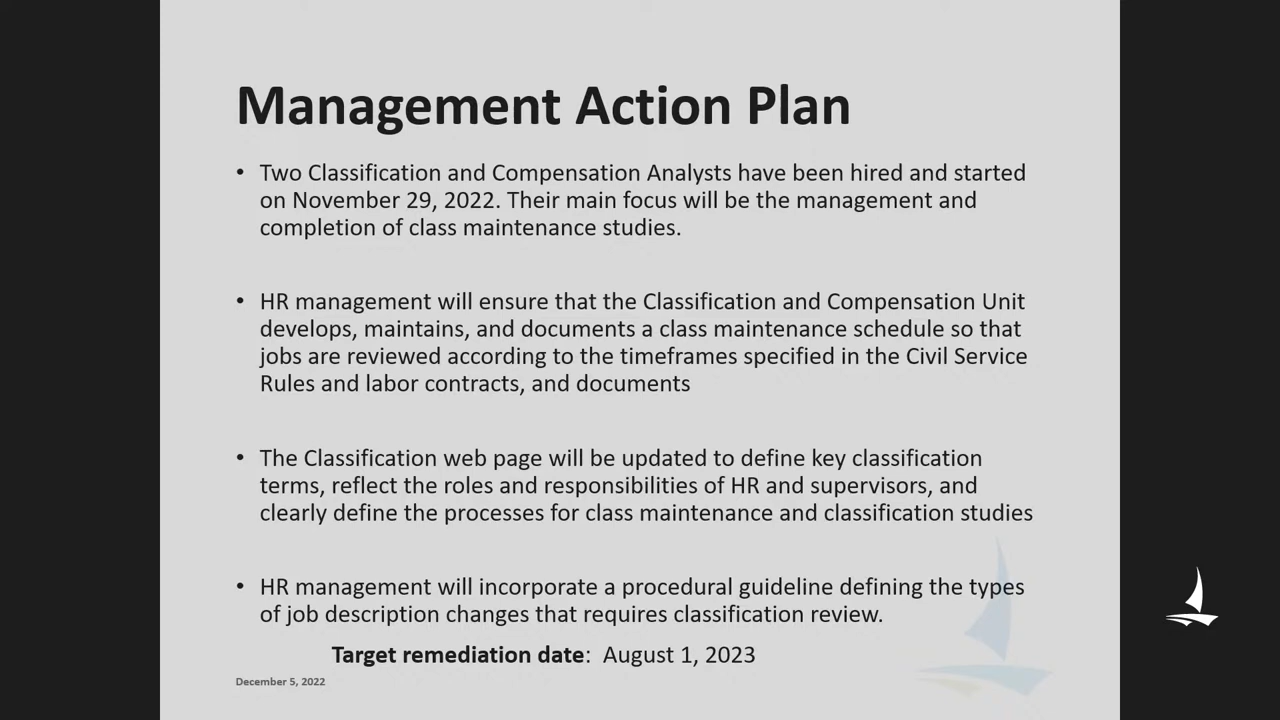 Management Action Plan
• Two Classification and Compensation Analysts have been hired and started
on November 29, 2022. Their main focus will be the management and
completion of class maintenance studies.
• HR management will ensure that the Classification and Compensation Unit
develops, maintains, and documents a class maintenance schedule so that
jobs are reviewed according to the timeframes specified in the Civil Service
Rules and labor contracts, and documents
• The Classification web page will be updated to define key classification
terms, reflect the roles and responsibilities of HR and supervisors, and
clearly define the processes for class maintenance and classification studies
• HR management will incorporate a procedural guideline defining the types
of job description changes that requires classification review.
Target remediation date: August 1, 2023
December 5, 2022